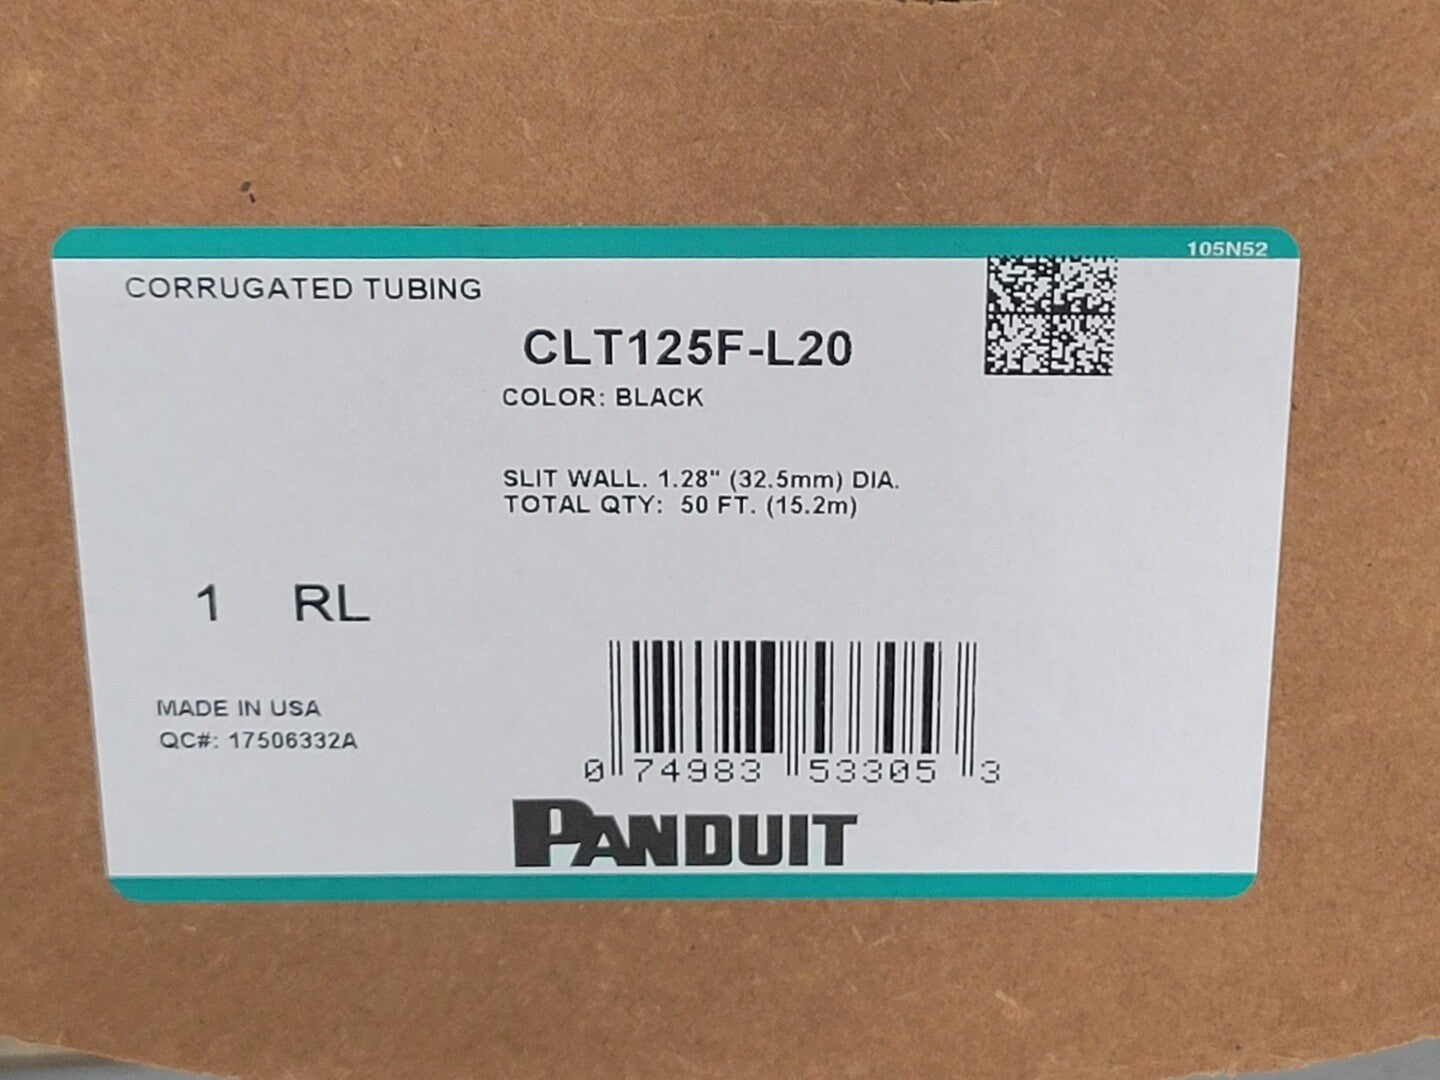 105N52
CORRUGATED TUBING
CLT125F-L20
COLOR: BLACK
SLIT WALL. 1.28" (32.5mm) DIA.
TOTAL QTY: 50 FT. (15.2m)
1 RL
MADE IN USA
QC#: 17506332A
0 74983 53305 3
PANDUIT